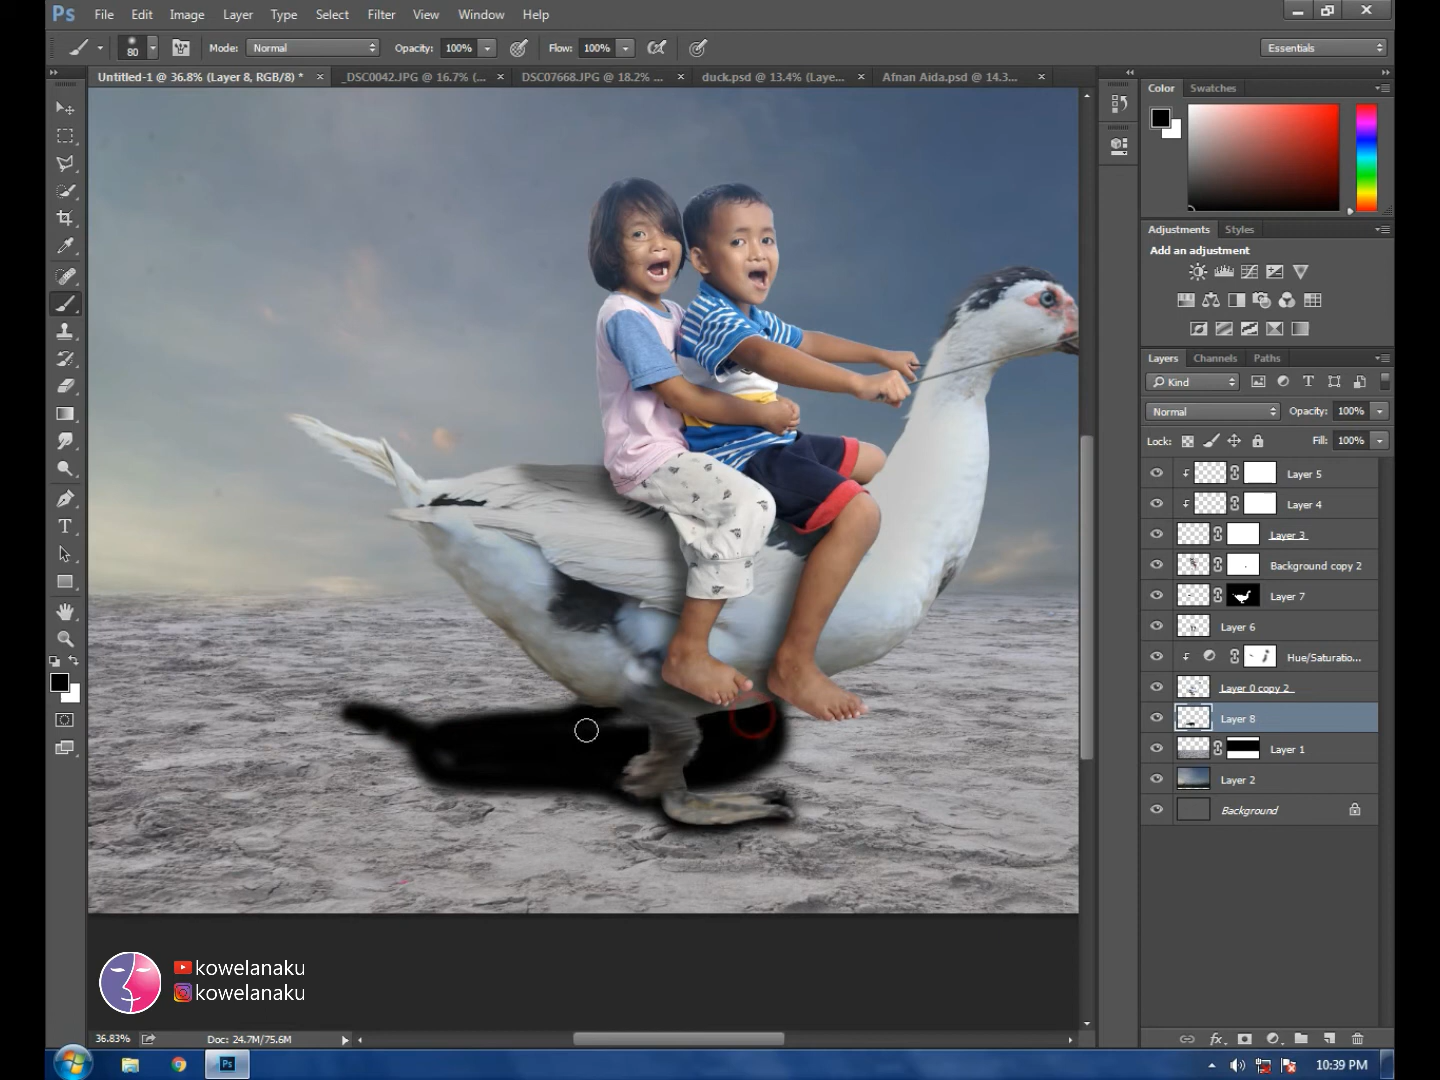 Ps File Edit Image Layer Type Select Filter View Window Help
80 Mode: Normal Opacity: 100% Flow: 100% Essentials
Untitled-1 @ 36.8% (Layer 8, RGB/8) * × _DSC0042.JPG @ 16.7% (... × DSC07668.JPG @ 18.2% ... × duck.psd @ 13.4% (Laye... × Afnan Aida.psd @ 14.3... ×
Color Swatches
Adjustments Styles
Add an adjustment
Layers Channels Paths
Kind
Normal Opacity: 100%
Lock: Fill: 100%
Layer 5
Layer 4
Layer 3
Background copy 2
Layer 7
Layer 6
Hue/Saturatio...
Layer 0 copy 2
Layer 8
Layer 1
Layer 2
Background
kowelanaku
kowelanaku
36.83% Doc: 24.7M/75.6M
fx
Ps 10:39 PM